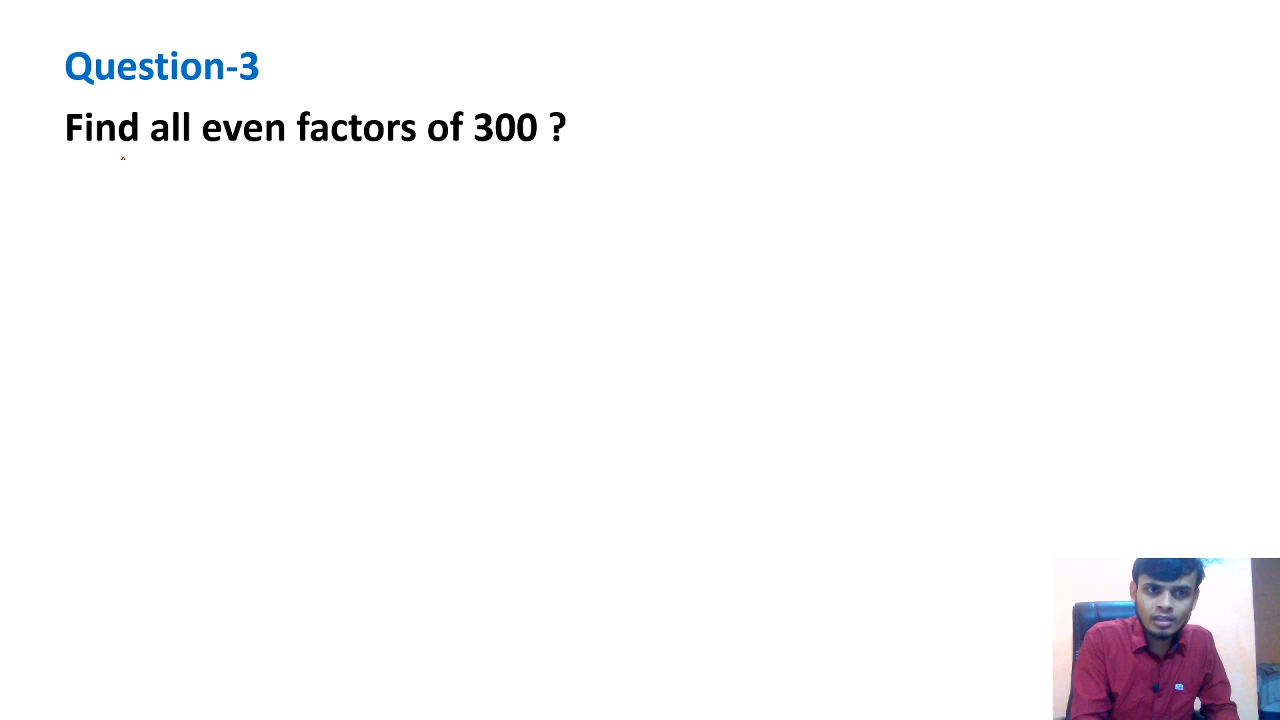 Question-3
Find all even factors of 300 ?